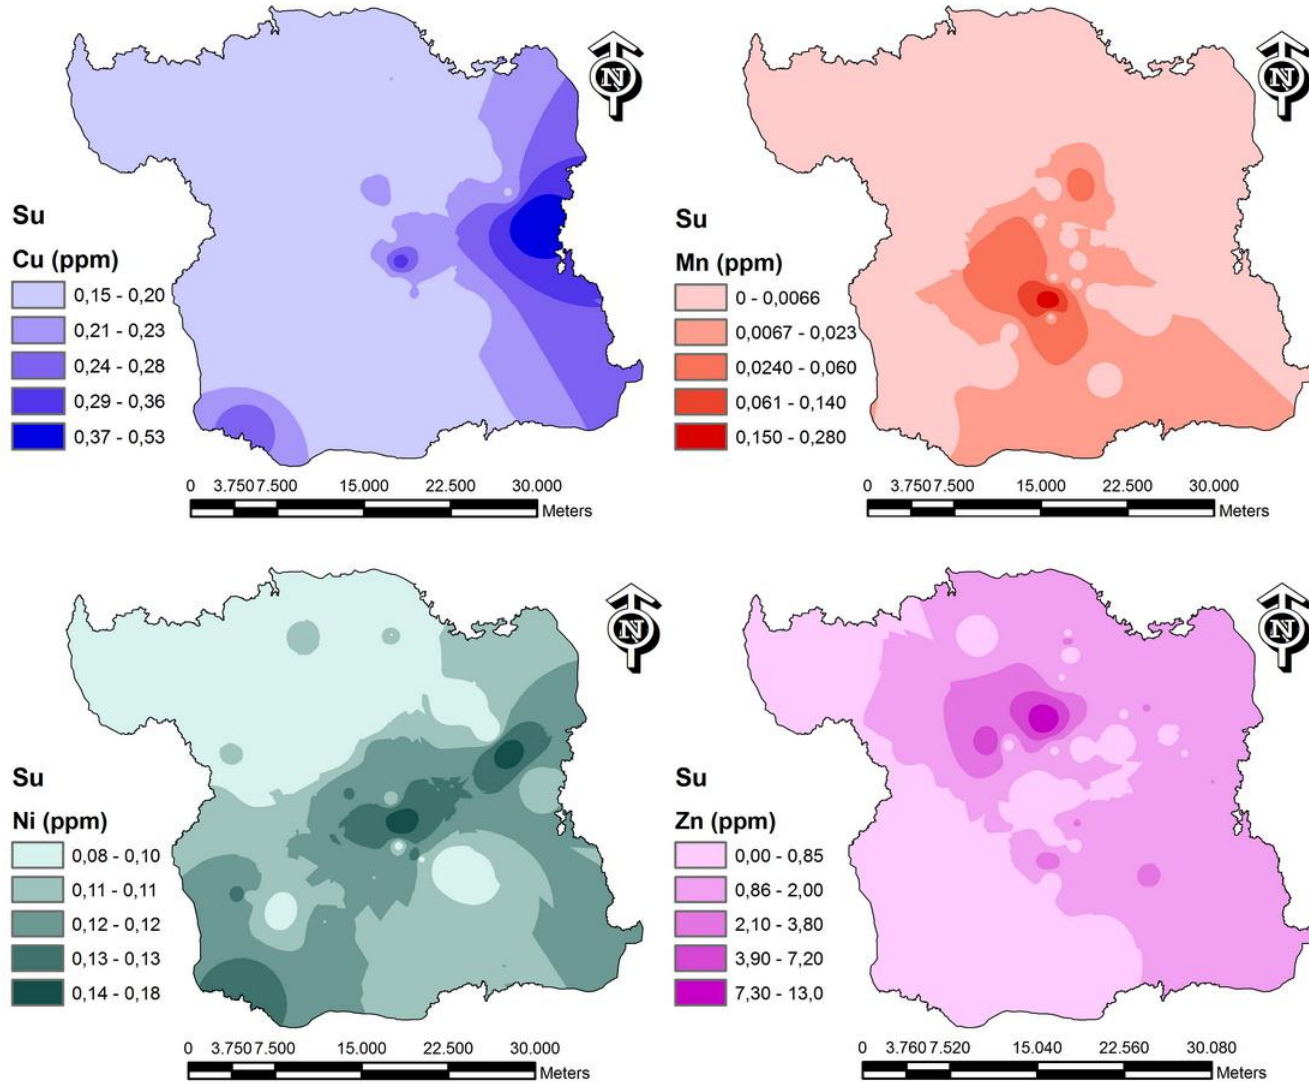 N
Su
Cu (ppm)
0,15 - 0,20
0,21 - 0,23
0,24 - 0,28
0,29 - 0,36
0,37 - 0,53
0 3.750 7.500 15.000 22.500 30.000
Meters
N
Su
Mn (ppm)
0 - 0,0066
0,0067 - 0,023
0,0240 - 0,060
0,061 - 0,140
0,150 - 0,280
0 3.750 7.500 15.000 22.500 30.000
Meters
N
Su
Ni (ppm)
0,08 - 0,10
0,11 - 0,11
0,12 - 0,12
0,13 - 0,13
0,14 - 0,18
0 3.750 7.500 15.000 22.500 30.000
Meters
N
Su
Zn (ppm)
0,00 - 0,85
0,86 - 2,00
2,10 - 3,80
3,90 - 7,20
7,30 - 13,0
0 3.760 7.520 15.040 22.560 30.080
Meters